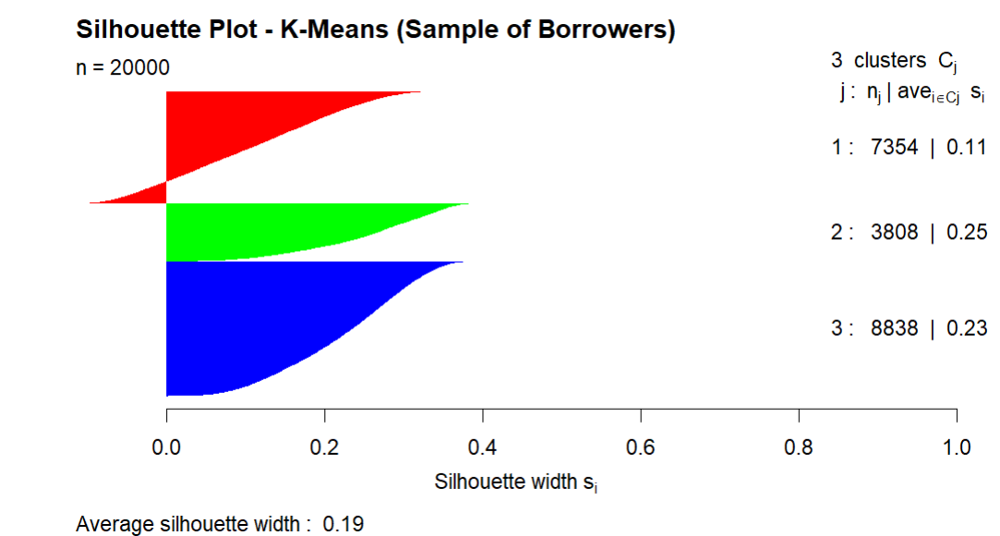 Silhouette Plot - K-Means (Sample of Borrowers)
n = 20000
3 clusters Cj
j : nj | avei∈Cj si
1 : 7354 | 0.11
2 : 3808 | 0.25
3 : 8838 | 0.23
0.0 0.2 0.4 0.6 0.8 1.0
Silhouette width si
Average silhouette width : 0.19